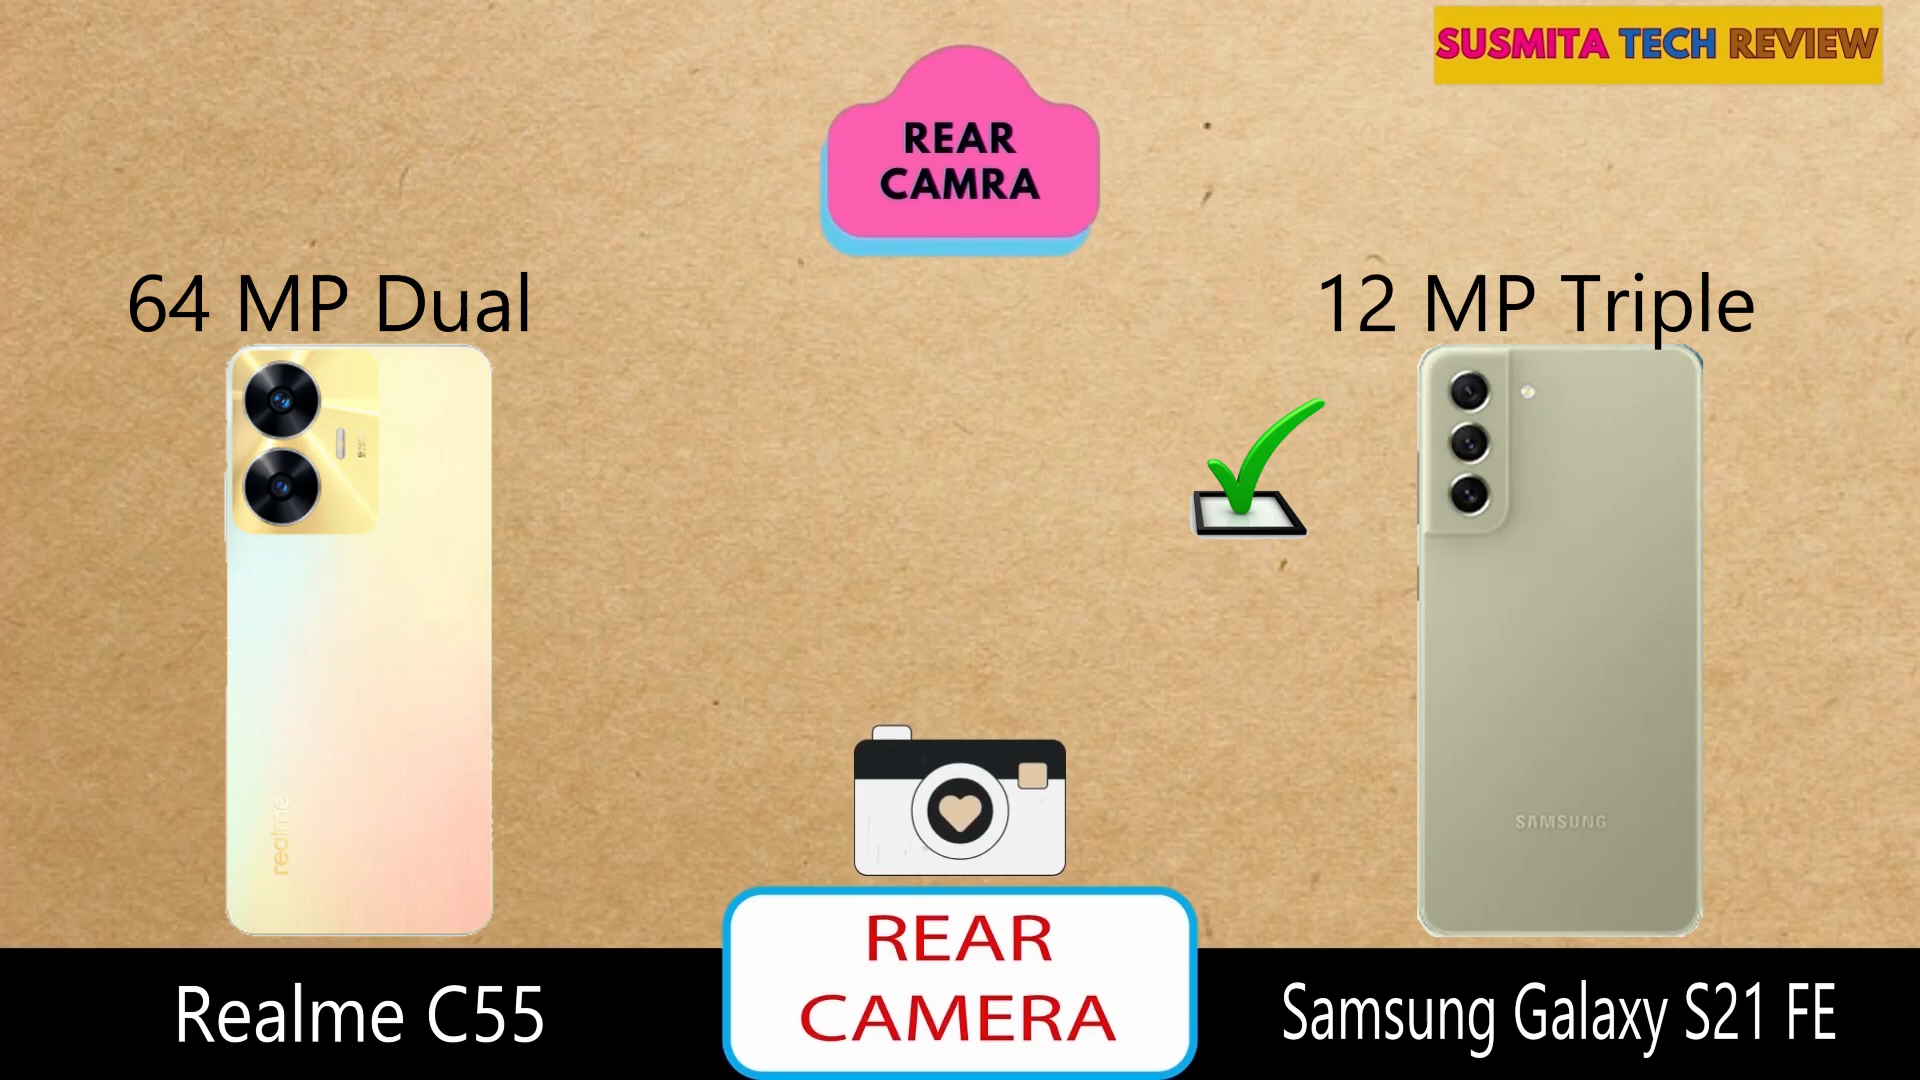 SUSMITA TECH REVIEW
REAR
CAMRA
64 MP Dual
12 MP Triple
realme
SAMSUNG
REAR
CAMERA
Realme C55
Samsung Galaxy S21 FE